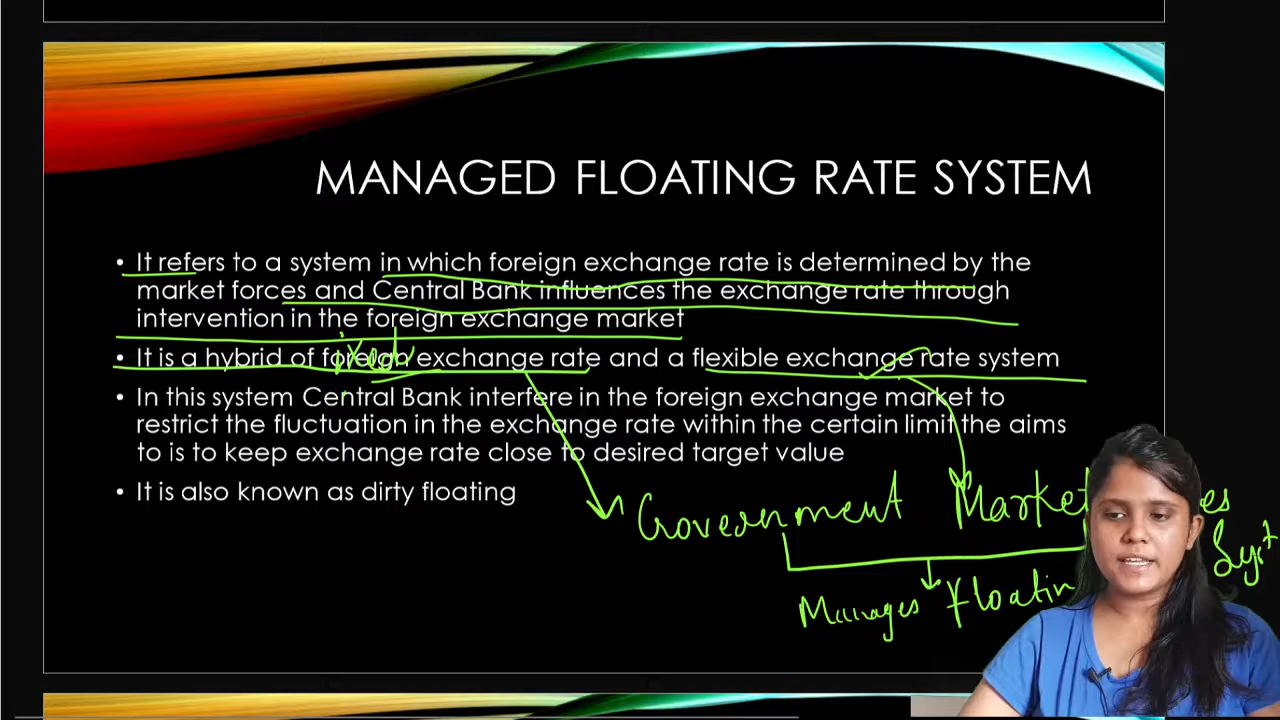 MANAGED FLOATING RATE SYSTEM
• It refers to a system in which foreign exchange rate is determined by the
market forces and Central Bank influences the exchange rate through
intervention in the foreign exchange market
ixed
• It is a hybrid of foreign exchange rate and a flexible exchange rate system
• In this system Central Bank interfere in the foreign exchange market to
restrict the fluctuation in the exchange rate within the certain limit the aims
to is to keep exchange rate close to desired target value
• It is also known as dirty floating
Government Market
Manages Floatin